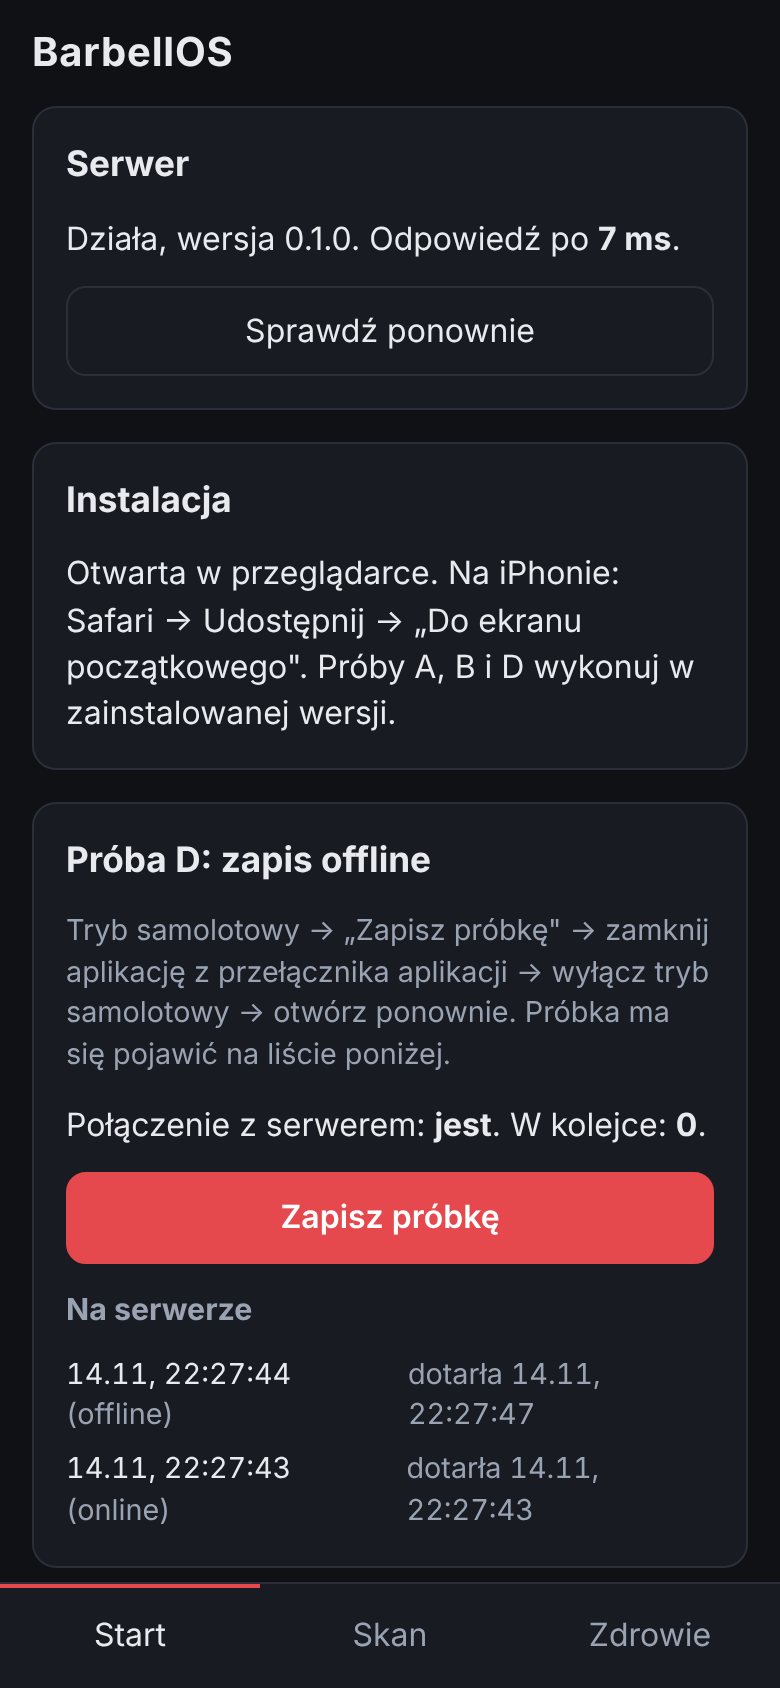 BarbellOS
Serwer
Działa, wersja 0.1.0. Odpowiedź po 7 ms.
Sprawdź ponownie
Instalacja
Otwarta w przeglądarce. Na iPhonie:
Safari → Udostępnij → „Do ekranu
początkowego". Próby A, B i D wykonuj w
zainstalowanej wersji.
Próba D: zapis offline
Tryb samolotowy → „Zapisz próbkę" → zamknij
aplikację z przełącznika aplikacji → wyłącz tryb
samolotowy → otwórz ponownie. Próbka ma
się pojawić na liście poniżej.
Połączenie z serwerem: jest. W kolejce: 0.
Zapisz próbkę
Na serwerze
14.11, 22:27:44
(offline)
dotarła 14.11,
22:27:47
14.11, 22:27:43
(online)
dotarła 14.11,
22:27:43
Start
Skan
Zdrowie